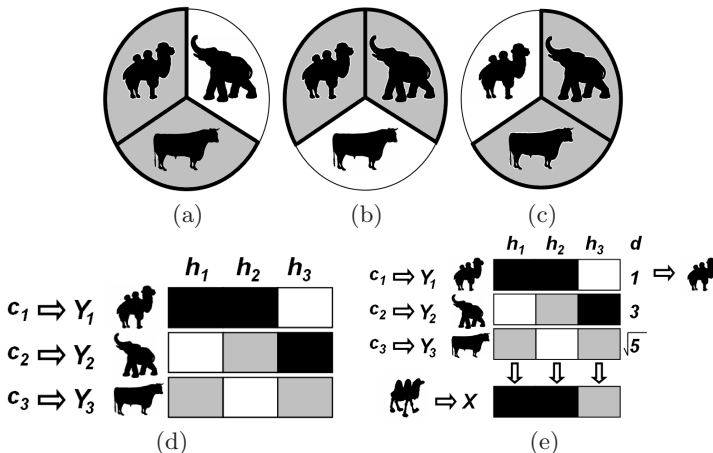 (a) (b) (c)
h1 h2 h3
c1 ⇒ Y1
c2 ⇒ Y2
c3 ⇒ Y3
(d)
h1 h2 h3 d
c1 ⇒ Y1 1 ⇒
c2 ⇒ Y2 3
c3 ⇒ Y3 √5
⇒ X
(e)